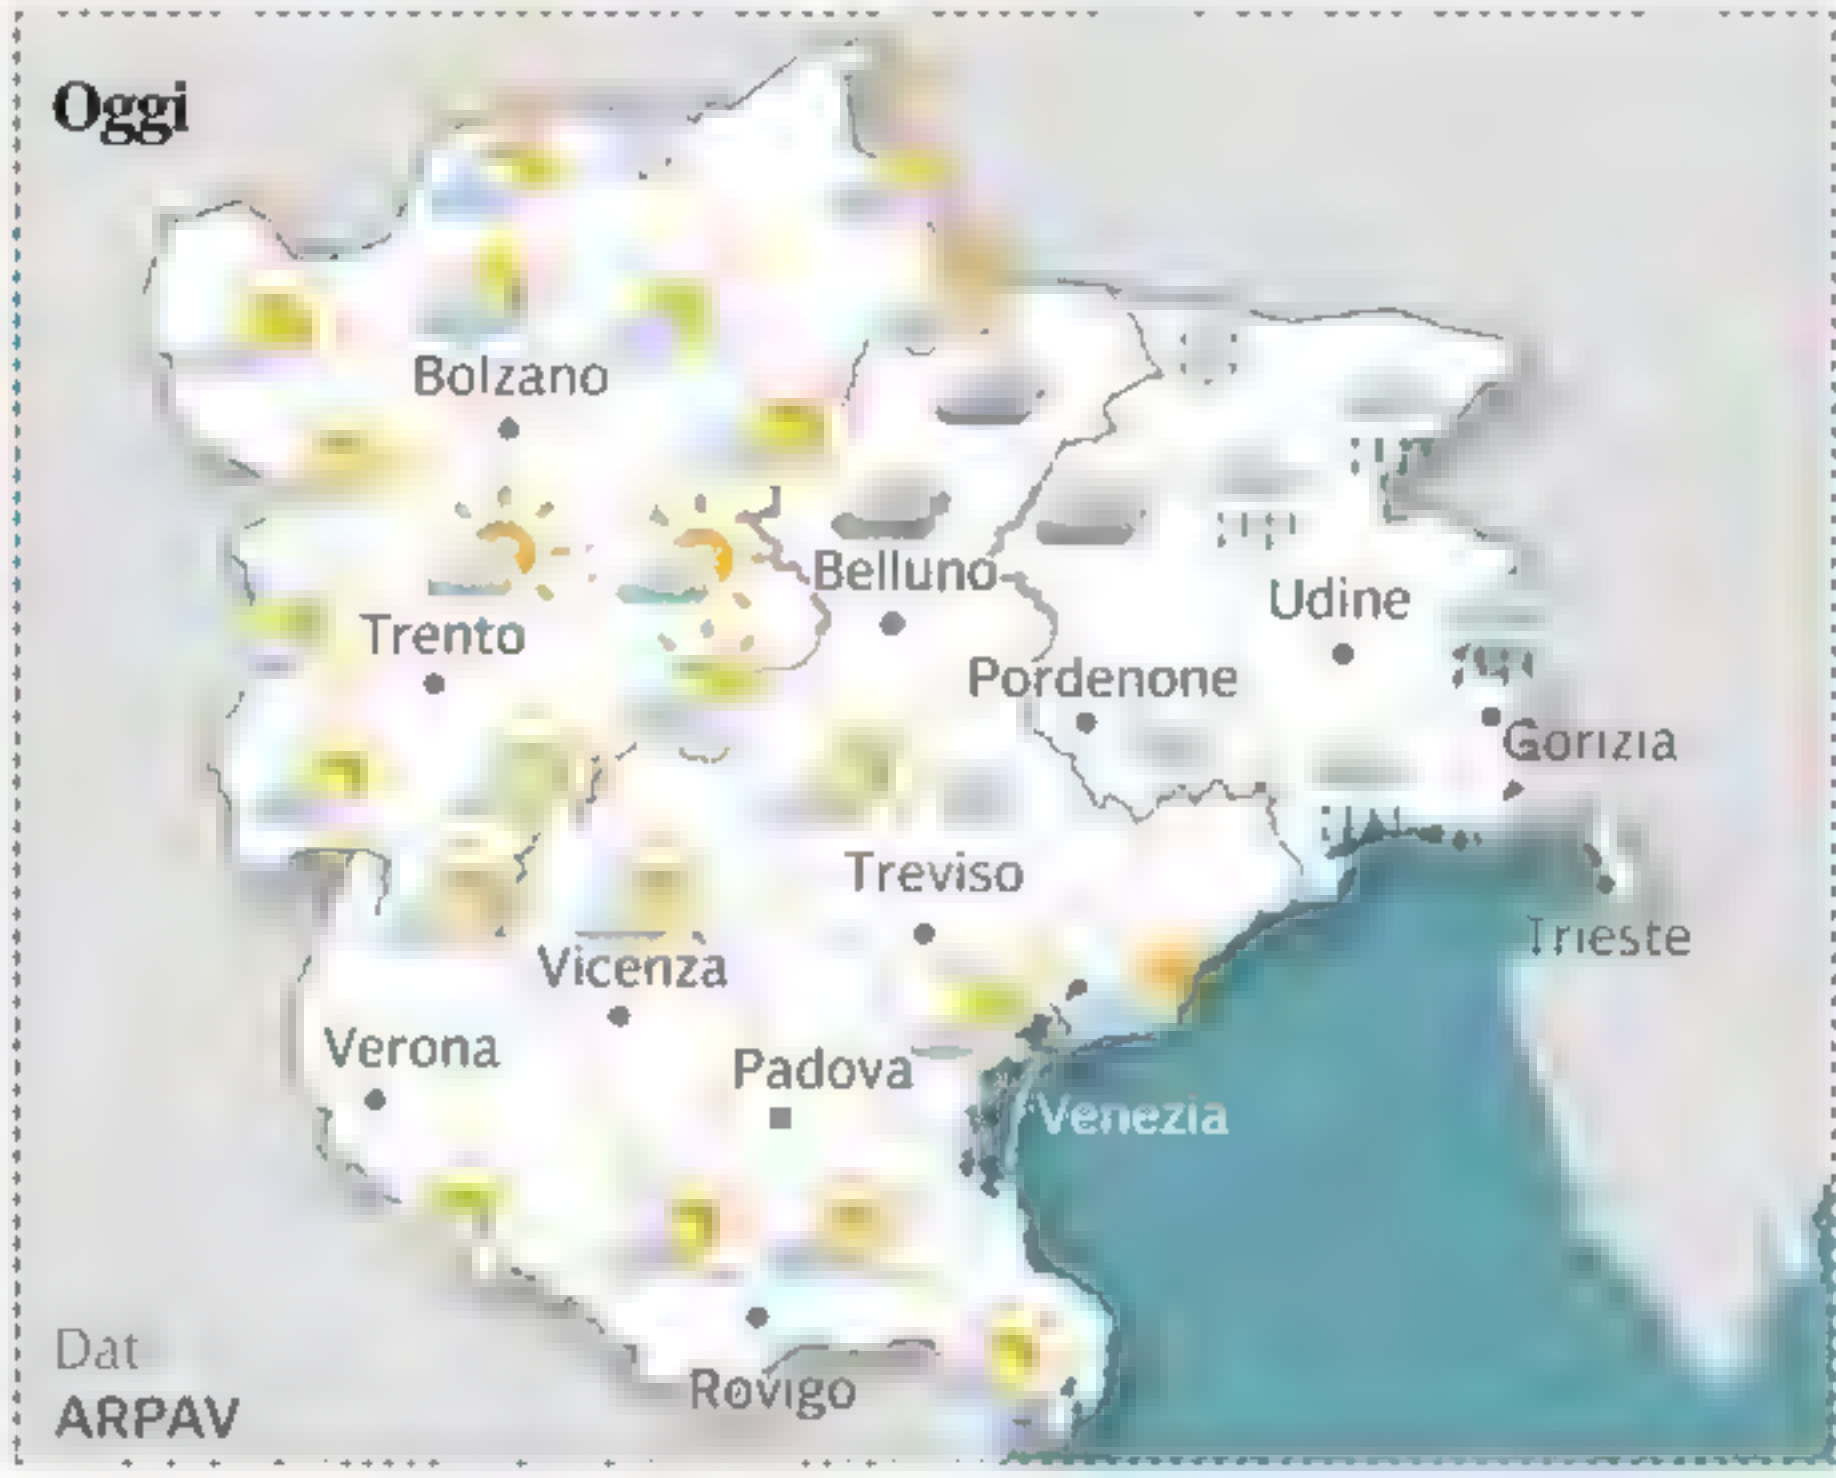 Oggi
Bolzano
Belluno
Udine
Trento
Pordenone
Gorizia
Treviso
Trieste
Vicenza
Verona
Padova
Venezia
Rovigo
Dat
ARPAV